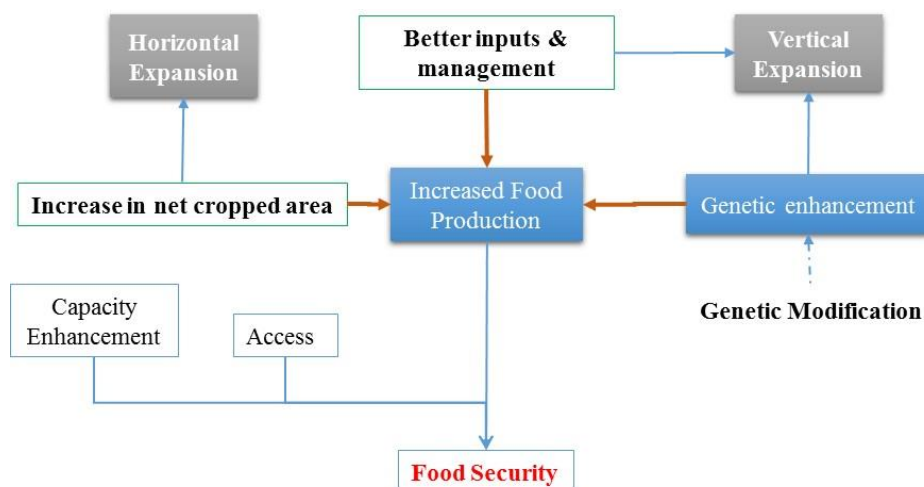 Horizontal
Expansion
Better inputs &
management
Vertical
Expansion
Increase in net cropped area
Increased Food
Production
Genetic enhancement
Genetic Modification
Capacity
Enhancement
Access
Food Security